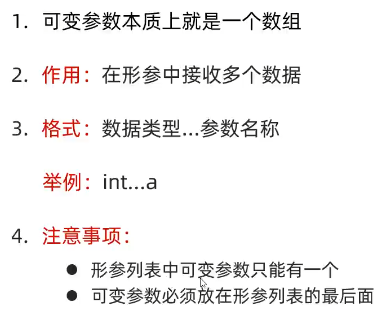 1. 可变参数本质上就是一个数组
2. 作用：在形参中接收多个数据
3. 格式：数据类型...参数名称
举例：int...a
4. 注意事项：
● 形参列表中可变参数只能有一个
● 可变参数必须放在形参列表的最后面